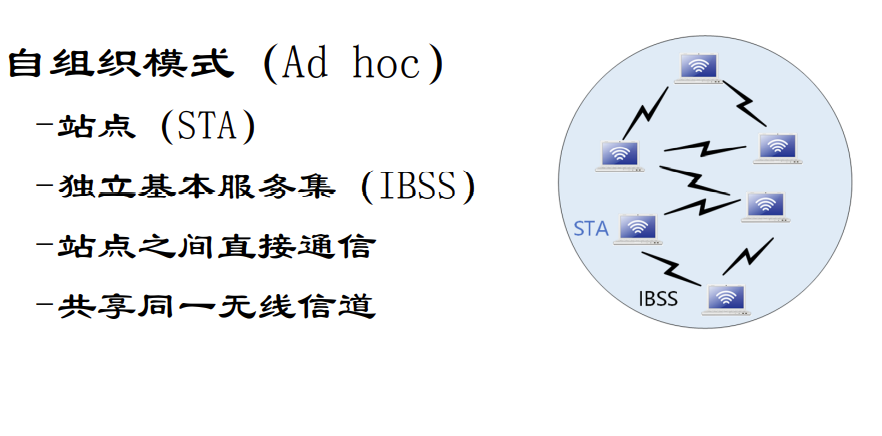 自组织模式（Ad hoc）
-站点（STA）
-独立基本服务集（IBSS）
-站点之间直接通信
-共享同一无线信道
STA
IBSS